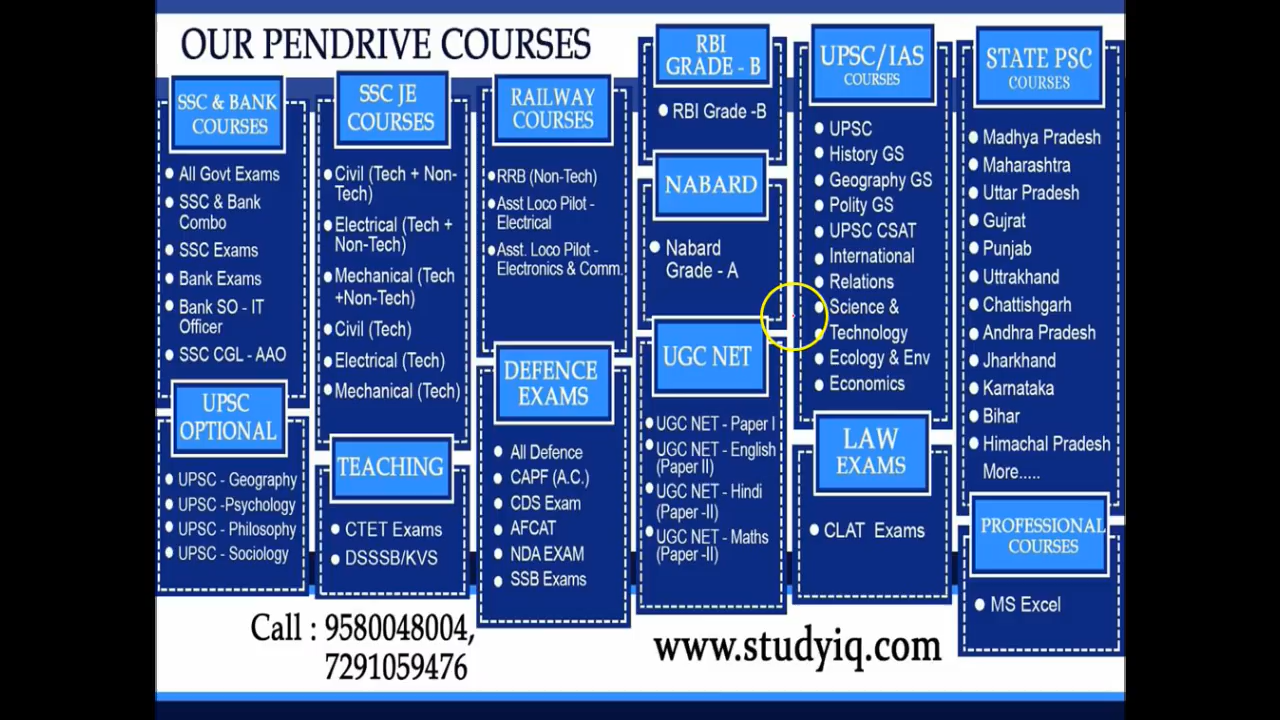 OUR PENDRIVE COURSES
SSC & BANK
COURSES
All Govt Exams
SSC & Bank
Combo
SSC Exams
Bank Exams
Bank SO - IT
Officer
SSC CGL - AAO
UPSC
OPTIONAL
UPSC - Geography
UPSC -Psychology
UPSC - Philosophy
UPSC - Sociology
SSC JE
COURSES
Civil (Tech + Non-
Tech)
Electrical (Tech +
Non-Tech)
Mechanical (Tech
+Non-Tech)
Civil (Tech)
Electrical (Tech)
Mechanical (Tech)
TEACHING
CTET Exams
DSSSB/KVS
RAILWAY
COURSES
RRB (Non-Tech)
Asst Loco Pilot -
Electrical
Asst. Loco Pilot -
Electronics & Comm.
DEFENCE
EXAMS
All Defence
CAPF (A.C.)
CDS Exam
AFCAT
NDA EXAM
SSB Exams
RBI
GRADE - B
RBI Grade -B
NABARD
Nabard
Grade - A
UGC NET
UGC NET - Paper I
UGC NET - English
(Paper II)
UGC NET - Hindi
(Paper -II)
UGC NET - Maths
(Paper -II)
UPSC/IAS
COURSES
UPSC
History GS
Geography GS
Polity GS
UPSC CSAT
International
Relations
Science &
Technology
Ecology & Env
Economics
LAW
EXAMS
CLAT Exams
STATE PSC
COURSES
Madhya Pradesh
Maharashtra
Uttar Pradesh
Gujrat
Punjab
Uttrakhand
Chattishgarh
Andhra Pradesh
Jharkhand
Karnataka
Bihar
Himachal Pradesh
More.....
PROFESSIONAL
COURSES
MS Excel
Call : 9580048004,
7291059476
www.studyiq.com